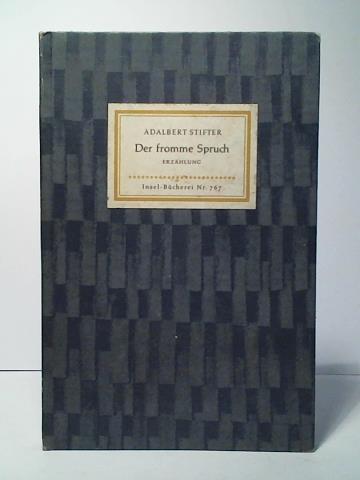 ADALBERT STIFTER
Der fromme Spruch
ERZÄHLUNG
Insel-Bücherei Nr. 767